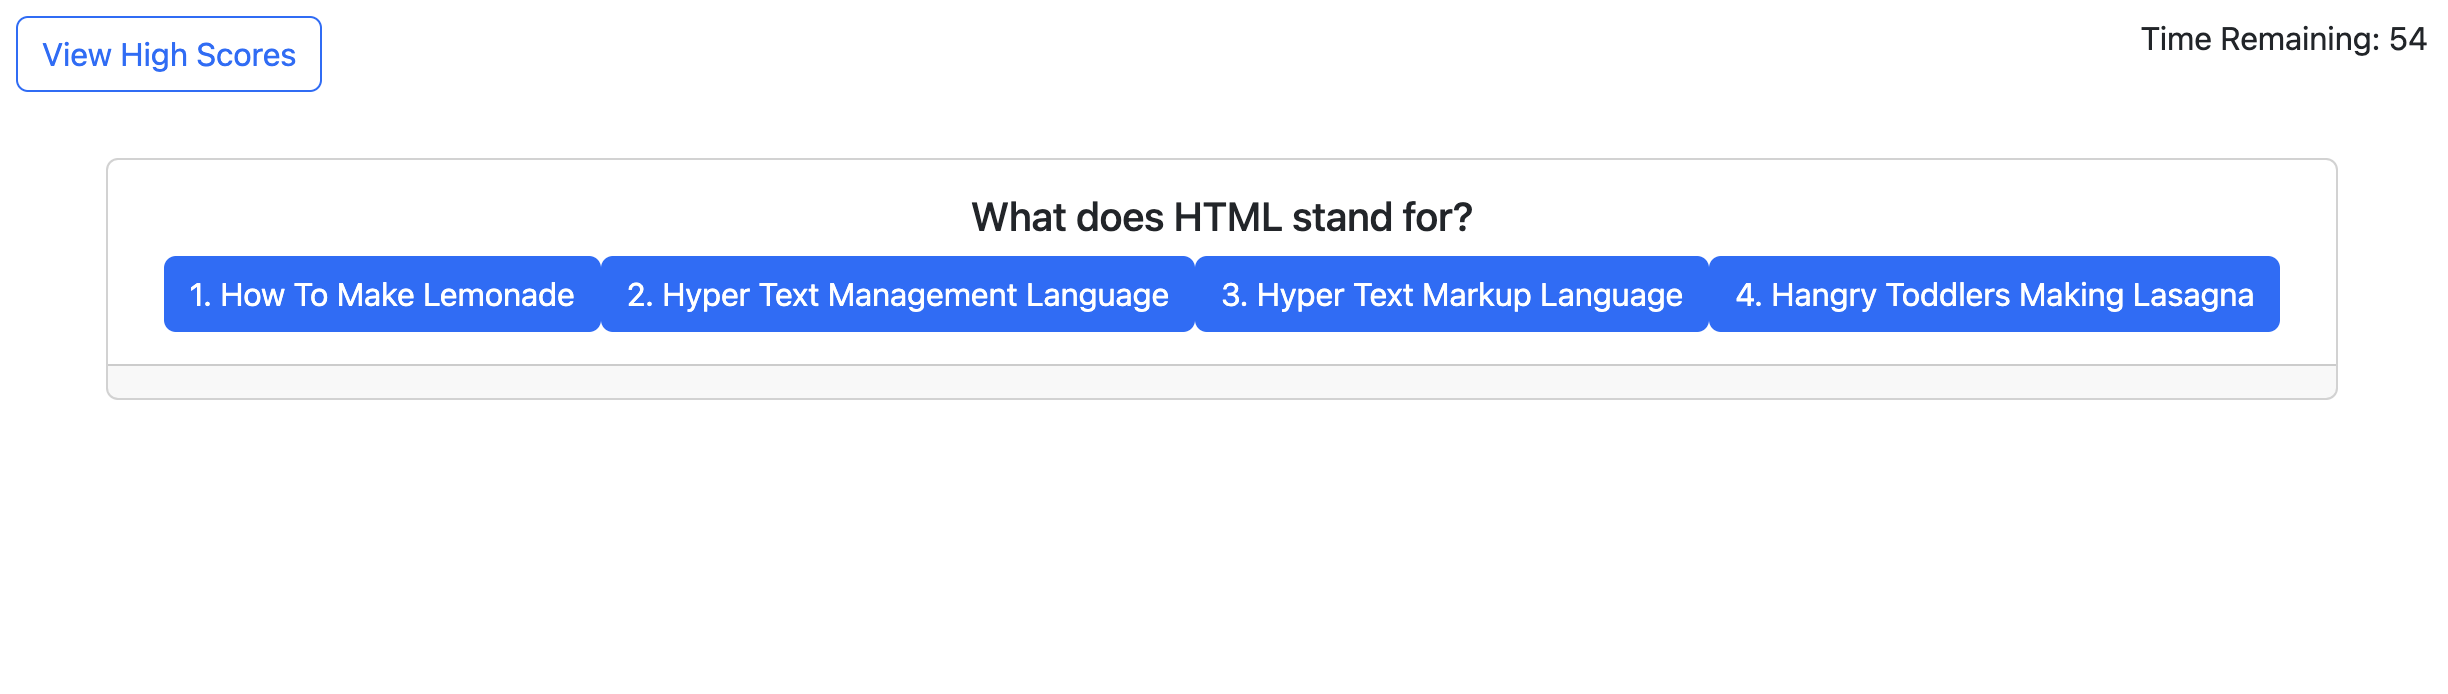 View High Scores
Time Remaining: 54
What does HTML stand for?
1. How To Make Lemonade
2. Hyper Text Management Language
3. Hyper Text Markup Language
4. Hangry Toddlers Making Lasagna